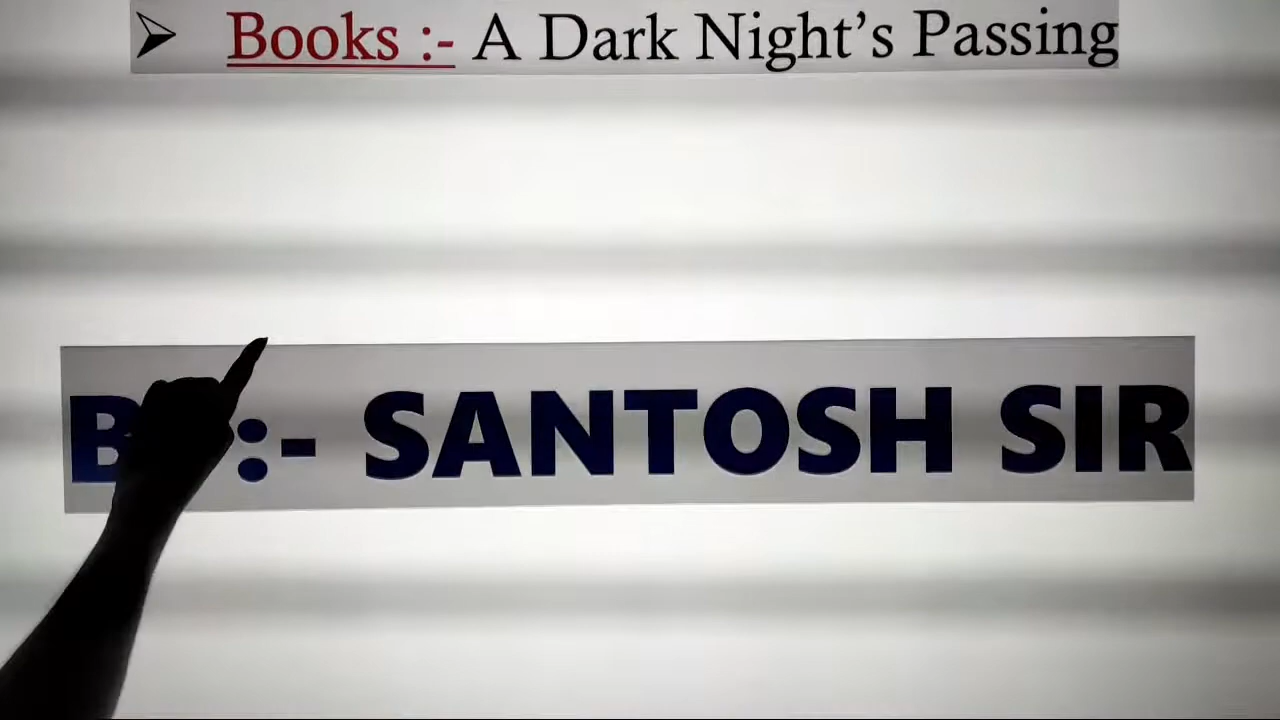 ➢ Books :- A Dark Night’s Passing
B :- SANTOSH SIR